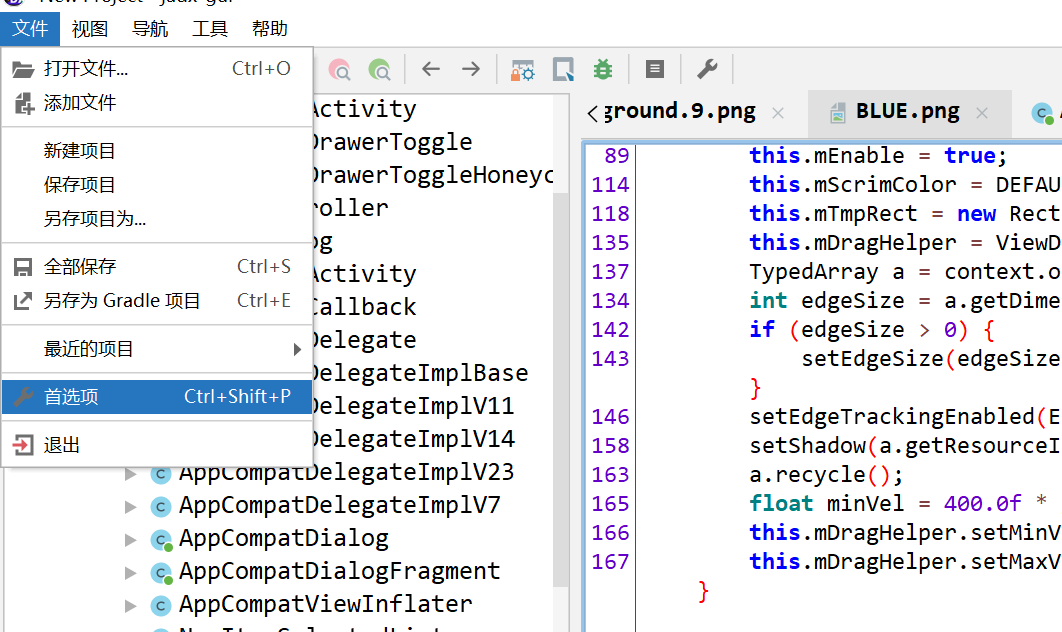 New Project - jadx-gui
文件 视图 导航 工具 帮助
打开文件... Ctrl+O
添加文件
新建项目
保存项目
另存项目为...
全部保存 Ctrl+S
另存为 Gradle 项目 Ctrl+E
最近的项目
首选项 Ctrl+Shift+P
退出
Activity
DrawerToggle
DrawerToggleHoneyc
roller
og
Activity
Callback
Delegate
DelegateImplBase
DelegateImplV11
DelegateImplV14
AppCompatDelegateImplV23
AppCompatDelegateImplV7
AppCompatDialog
AppCompatDialogFragment
AppCompatViewInflater
ground.9.png × BLUE.png ×
89 this.mEnable = true;
114 this.mScrimColor = DEFAU
118 this.mTmpRect = new Rect
135 this.mDragHelper = ViewD
137 TypedArray a = context.o
134 int edgeSize = a.getDime
142 if (edgeSize > 0) {
143 setEdgeSize(edgeSize
}
146 setEdgeTrackingEnabled(E
158 setShadow(a.getResourceI
163 a.recycle();
165 float minVel = 400.0f *
166 this.mDragHelper.setMinV
167 this.mDragHelper.setMaxV
}